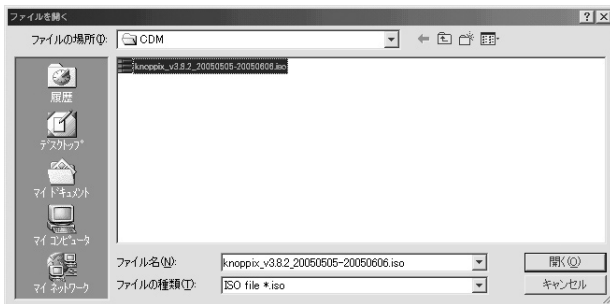 ファイルを開く
ファイルの場所(I):
CDM
knoppix_v3.8.2_20050505-20050606.iso
履歴
デスクトップ
マイ ドキュメント
マイ コンピュータ
マイ ネットワーク
ファイル名(N):
knoppix_v3.8.2_20050505-20050606.iso
開く(O)
ファイルの種類(T):
ISO file *.iso
キャンセル